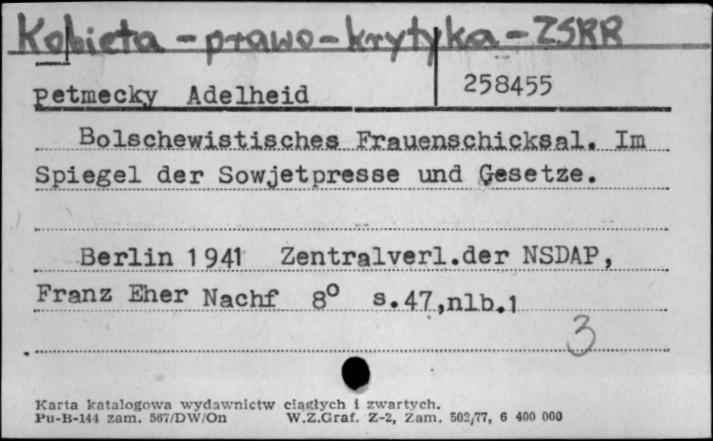 Kobieta - prawo - krytyka - ZSRR
petmecky Adelheid 258455
Bolschewistisches Frauenschicksal. Im
Spiegel der Sowjetpresse und Gesetze.
Berlin 1941 Zentralverl.der NSDAP,
Franz Eher Nachf 8° s.47,nlb.1
3
Karta katalogowa wydawnictw ciągłych i zwartych.
Pu-B-144 zam. 567/DW/On W.Z.Graf. Z-2, Zam. 502/77, 6 400 000